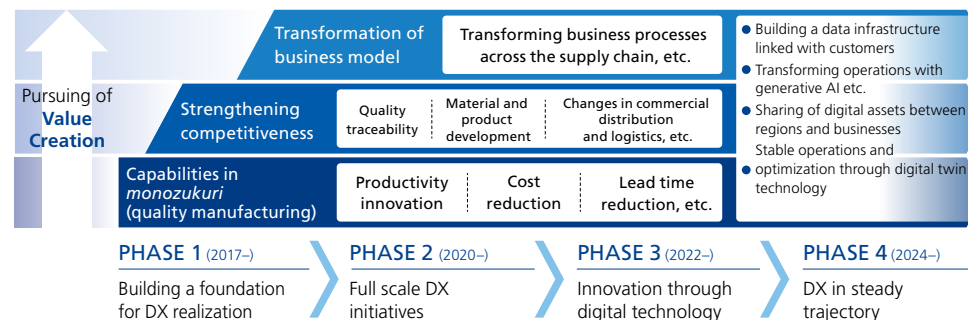 Pursuing of
Value
Creation
Transformation of
business model
Transforming business processes
across the supply chain, etc.
Strengthening
competitiveness
Quality
traceability
Material and
product
development
Changes in commercial
distribution
and logistics, etc.
Capabilities in
monozukuri
(quality manufacturing)
Productivity
innovation
Cost
reduction
Lead time
reduction, etc.
● Building a data infrastructure
linked with customers
● Transforming operations with
generative AI etc.
● Sharing of digital assets between
regions and businesses
Stable operations and
● optimization through digital twin
technology
PHASE 1 (2017–)
Building a foundation
for DX realization
PHASE 2 (2020–)
Full scale DX
initiatives
PHASE 3 (2022–)
Innovation through
digital technology
PHASE 4 (2024–)
DX in steady
trajectory